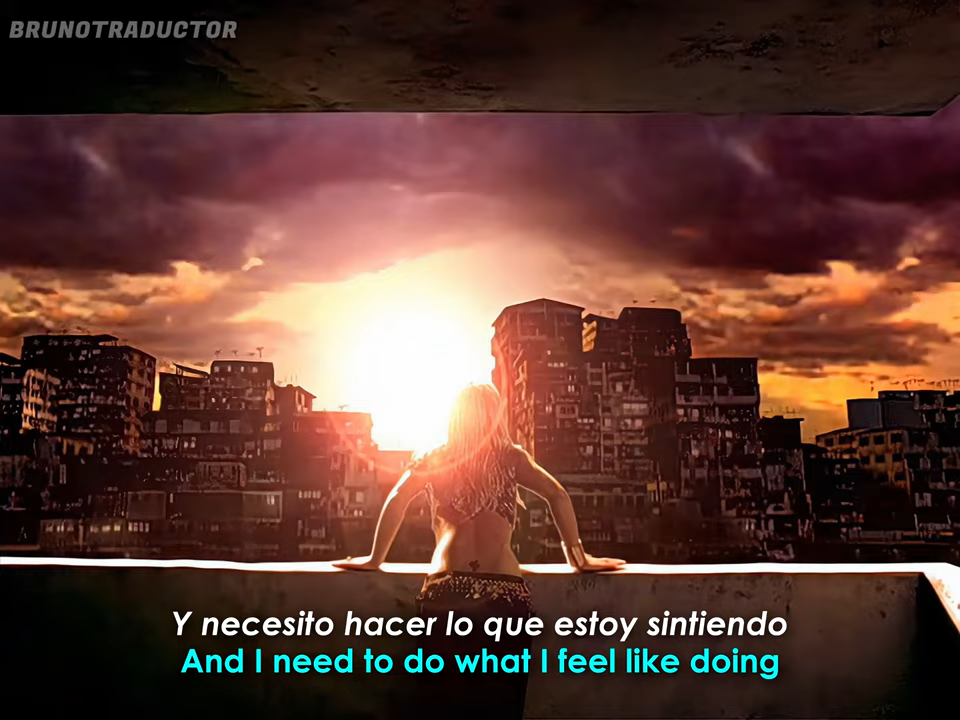 BRUNOTRADUCTOR
Y necesito hacer lo que estoy sintiendo
And I need to do what I feel like doing